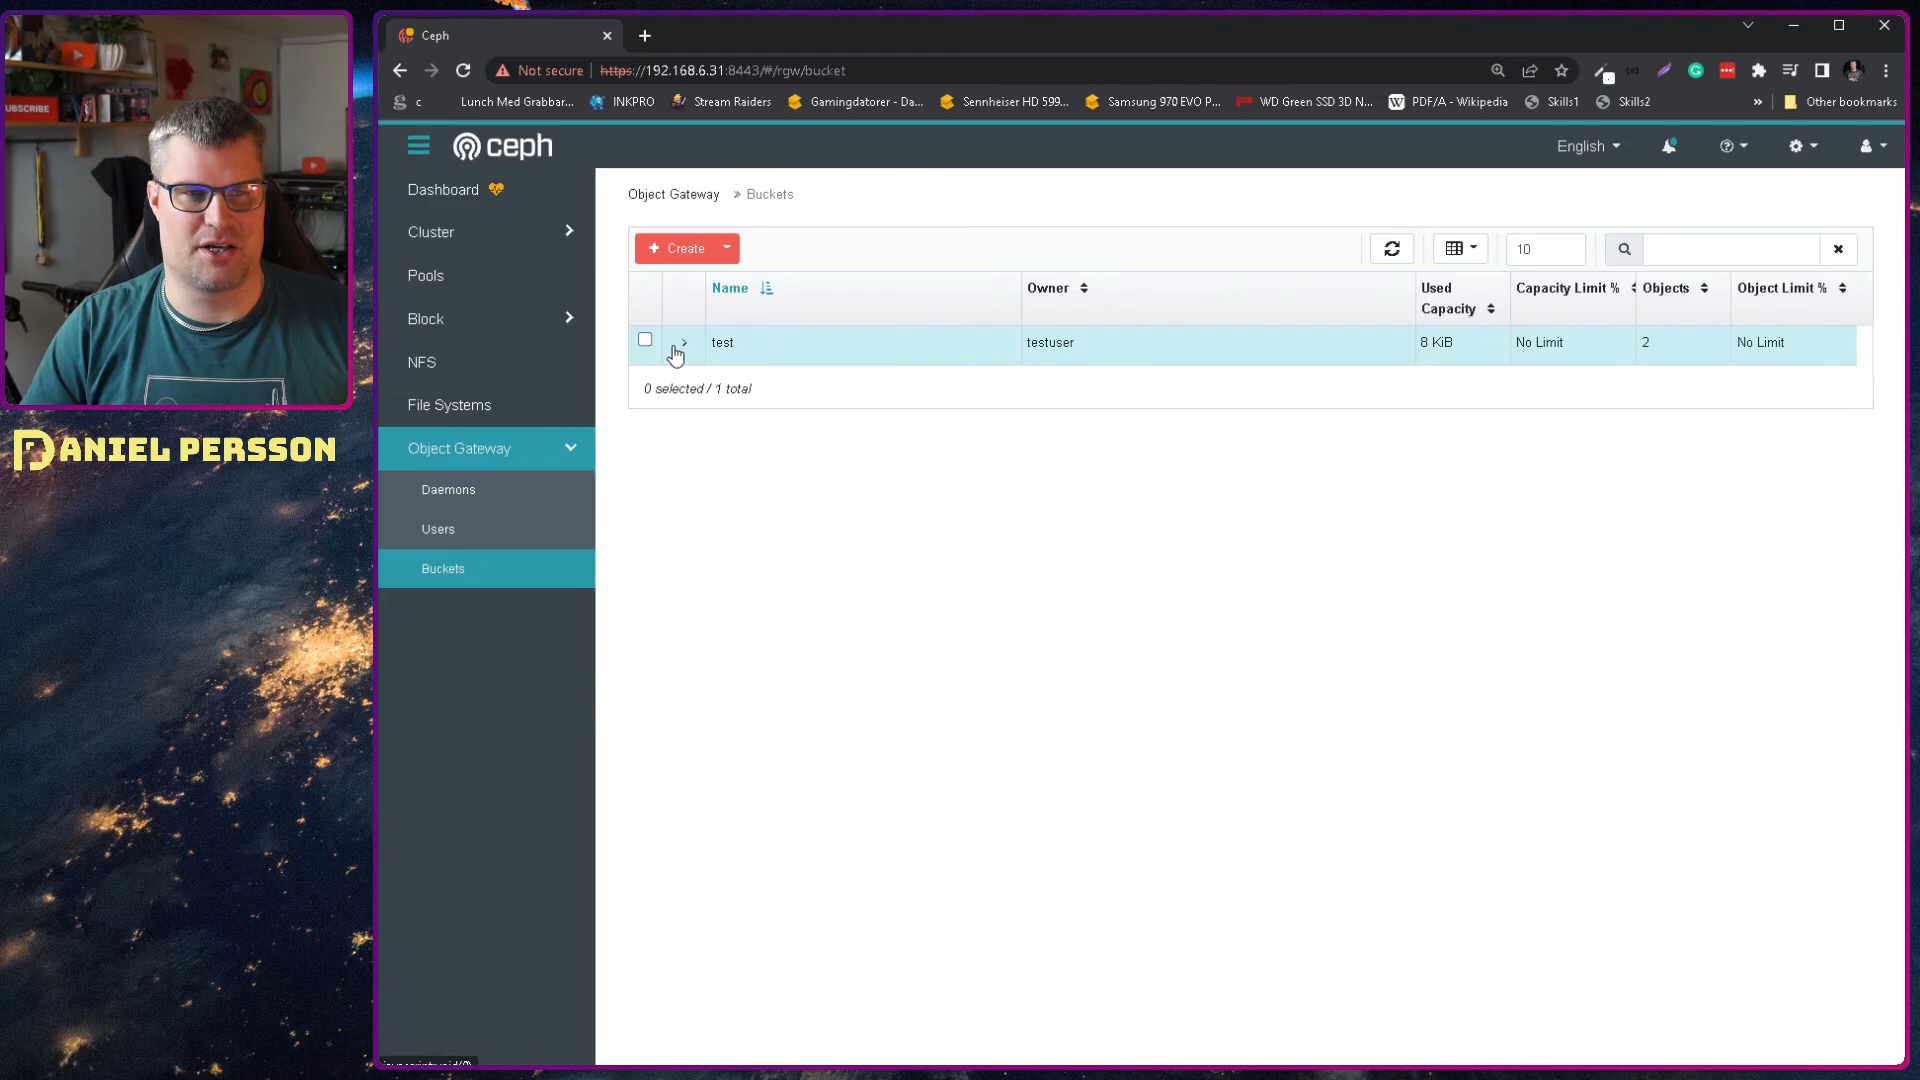 Ceph
Not secure https://192.168.6.31:8443/#/rgw/bucket
c Lunch Med Grabbar... INKPRO Stream Raiders Gamingdatorer - Da... Sennheiser HD 599... Samsung 970 EVO P... WD Green SSD 3D N... PDF/A - Wikipedia Skills1 Skills2 » Other bookmarks
ceph
English
Dashboard
Cluster
Pools
Block
NFS
File Systems
Object Gateway
Daemons
Users
Buckets
Object Gateway » Buckets
Create
10
Name Owner Used Capacity Capacity Limit % Objects Object Limit %
test testuser 8 KiB No Limit 2 No Limit
0 selected / 1 total
SUBSCRIBE
DANIEL PERSSON